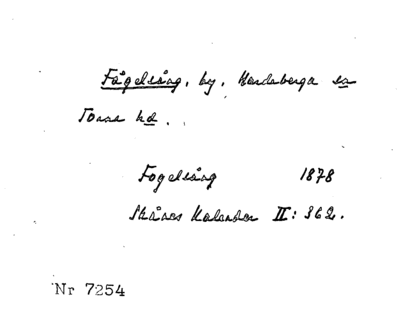 Fågelsång, by, Hardeberga sn
Torna hd.
Fogelsång 1878
Skånes Kalender II: 362.
Nr 7254